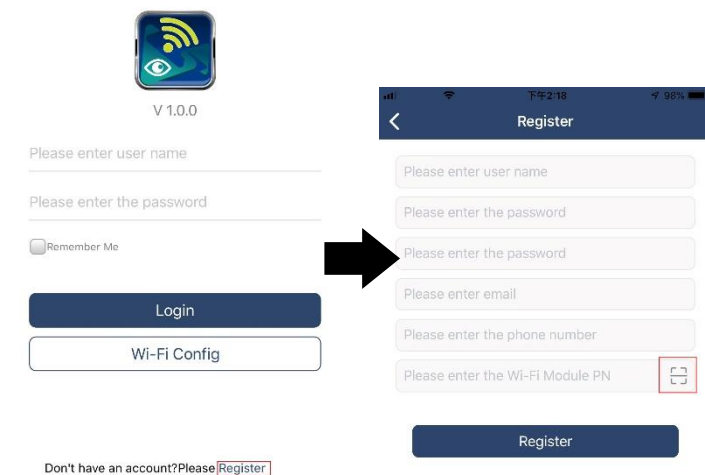 V 1.0.0
Please enter user name
Please enter the password
Remember Me
Login
Wi-Fi Config
Don't have an account?Please Register
下午2:18
98%
Register
Please enter user name
Please enter the password
Please enter the password
Please enter email
Please enter the phone number
Please enter the Wi-Fi Module PN
Register